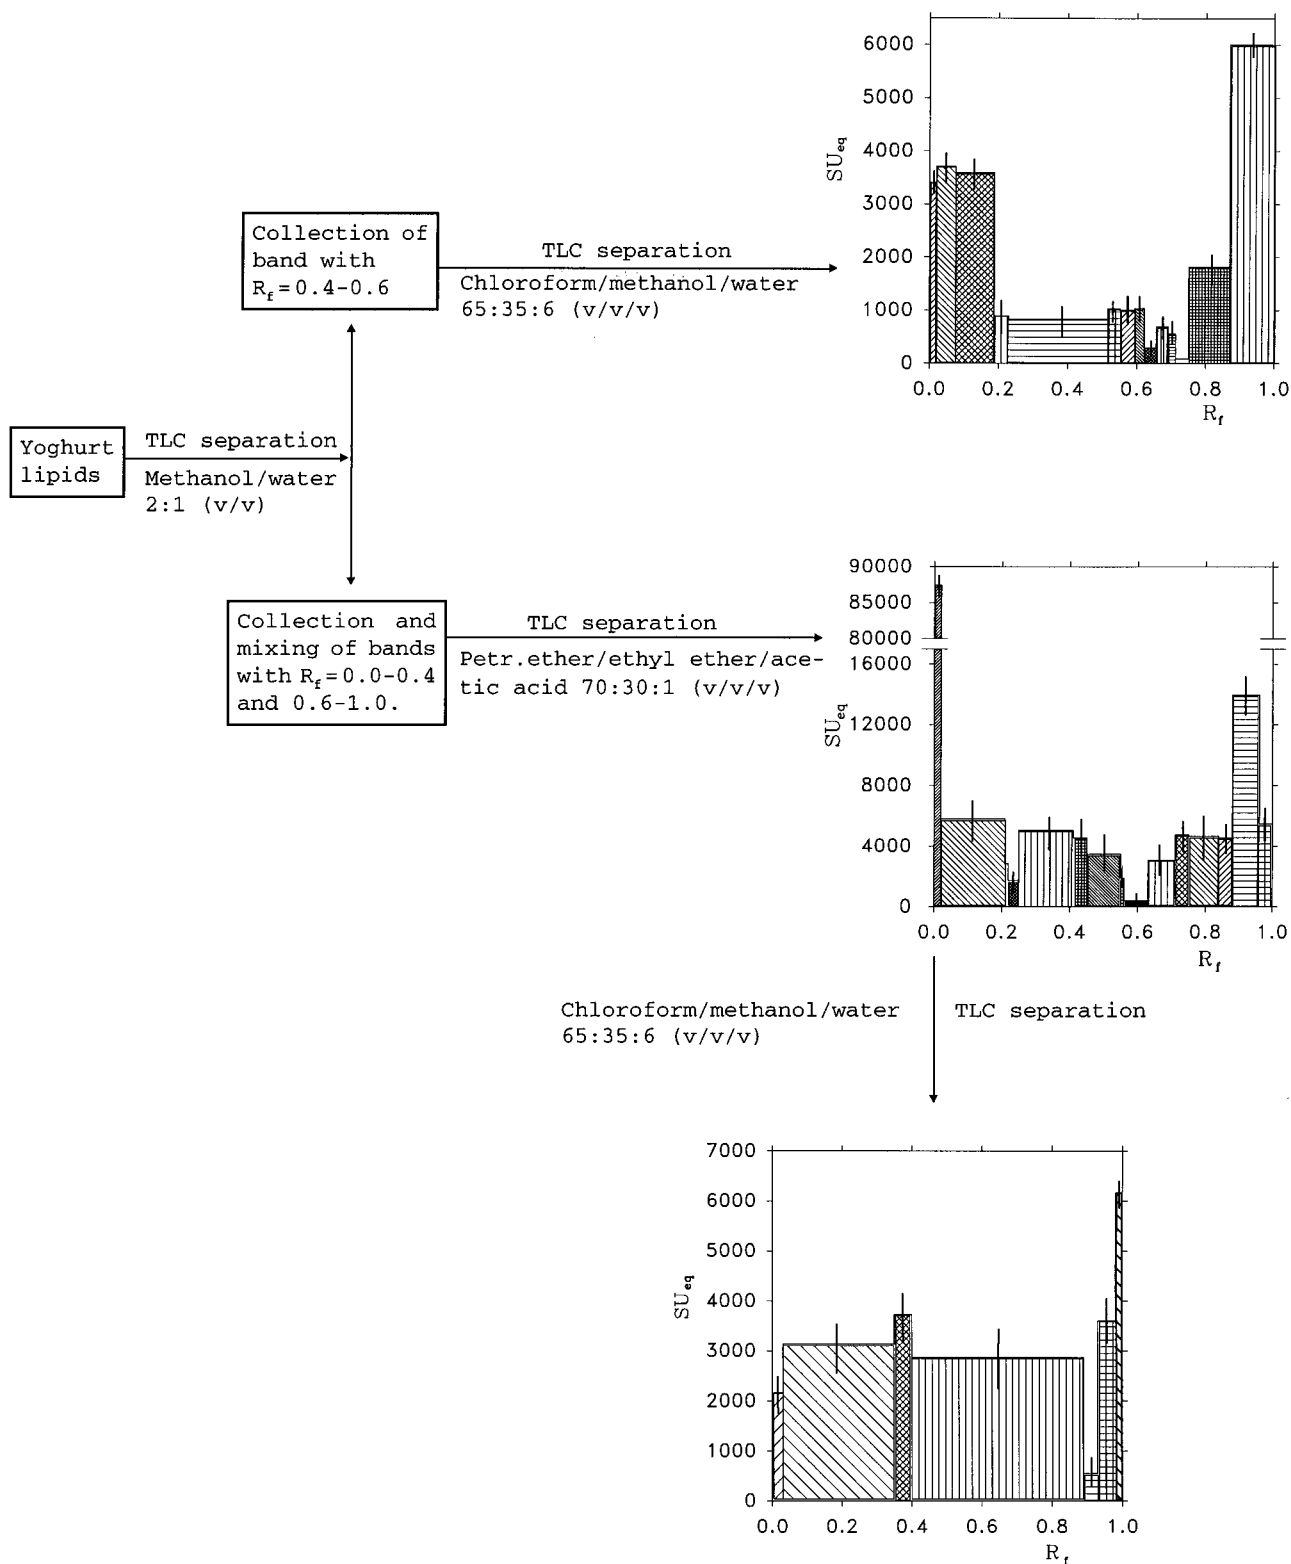 6000
5000
4000
3000
2000
1000
0
SUeq
0.0 0.2 0.4 0.6 0.8 1.0
Rf
Collection of
band with
Rf=0.4-0.6
TLC separation
Chloroform/methanol/water
65:35:6 (v/v/v)
Yoghurt
lipids
TLC separation
Methanol/water
2:1 (v/v)
Collection and
mixing of bands
with Rf=0.0-0.4
and 0.6-1.0.
TLC separation
Petr.ether/ethyl ether/ace-
tic acid 70:30:1 (v/v/v)
90000
85000
80000
16000
12000
8000
4000
0
SUeq
0.0 0.2 0.4 0.6 0.8 1.0
Rf
Chloroform/methanol/water
65:35:6 (v/v/v)
TLC separation
7000
6000
5000
4000
3000
2000
1000
0
SUeq
0.0 0.2 0.4 0.6 0.8 1.0
Rf